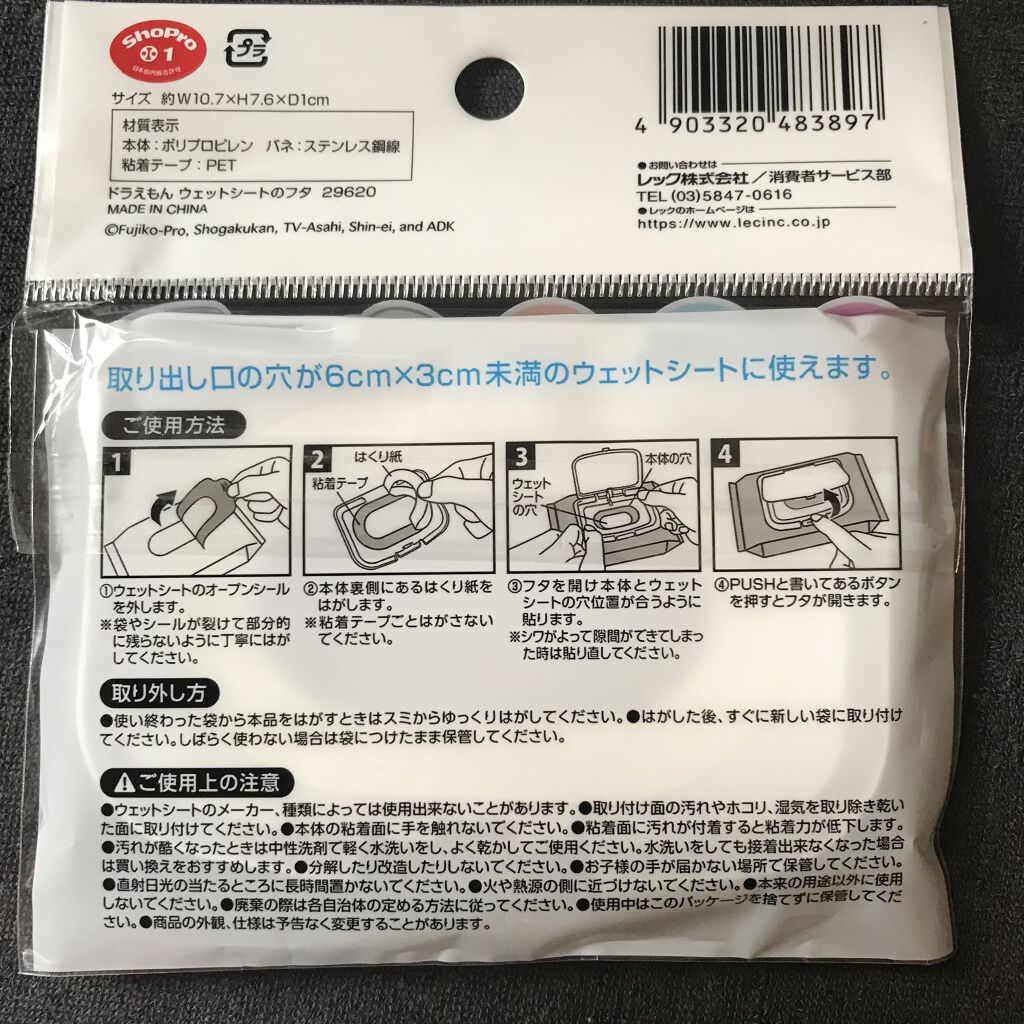 ShoPro
1
日本国内販売許可
プラ
サイズ 約W10.7×H7.6×D1cm
材質表示
本体:ポリプロピレン バネ:ステンレス鋼線
粘着テープ:PET
ドラえもん ウェットシートのフタ 29620
MADE IN CHINA
©Fujiko-Pro, Shogakukan, TV-Asahi, Shin-ei, and ADK
4 903320 483897
●お問い合わせは
レック株式会社/消費者サービス部
TEL(03)5847-0616
●レックのホームページは
https://www.lecinc.co.jp
取り出し口の穴が6cm×3cm未満のウェットシートに使えます。
ご使用方法
1
2
はくり紙
粘着テープ
3
本体の穴
ウェット
シート
の穴
4
①ウェットシートのオープンシール
を外します。
※袋やシールが裂けて部分的
に残らないように丁寧にはが
してください。
②本体裏側にあるはくり紙を
はがします。
※粘着テープごとはがさない
でください。
③フタを開け本体とウェット
シートの穴位置が合うように
貼ります。
※シワがよって隙間ができてしまっ
た時は貼り直してください。
④PUSHと書いてあるボタン
を押すとフタが開きます。
取り外し方
●使い終わった袋から本品をはがすときはスミからゆっくりはがしてください。●はがした後、すぐに新しい袋に取り付け
てください。しばらく使わない場合は袋につけたまま保管してください。
ご使用上の注意
●ウェットシートのメーカー、種類によっては使用出来ないことがあります。●取り付け面の汚れやホコリ、湿気を取り除き乾い
た面に取り付けてください。●本体の粘着面に手を触れないでください。●粘着面に汚れが付着すると粘着力が低下します。
●汚れが酷くなったときは中性洗剤で軽く水洗いをし、よく乾かしてご使用ください。水洗いをしても接着出来なくなった場合
は買い換えをおすすめします。●分解したり改造したりしないでください。●お子様の手が届かない場所で保管してください。
●直射日光の当たるところに長時間置かないでください。●火や熱源の側に近づけないでください。●本来の用途以外に使用
しないでください。●廃棄の際は各自治体の定める方法に従ってください。●使用中はこのパッケージを捨てずに保管してくだ
さい。●商品の外観、仕様は予告なく変更することがあります。